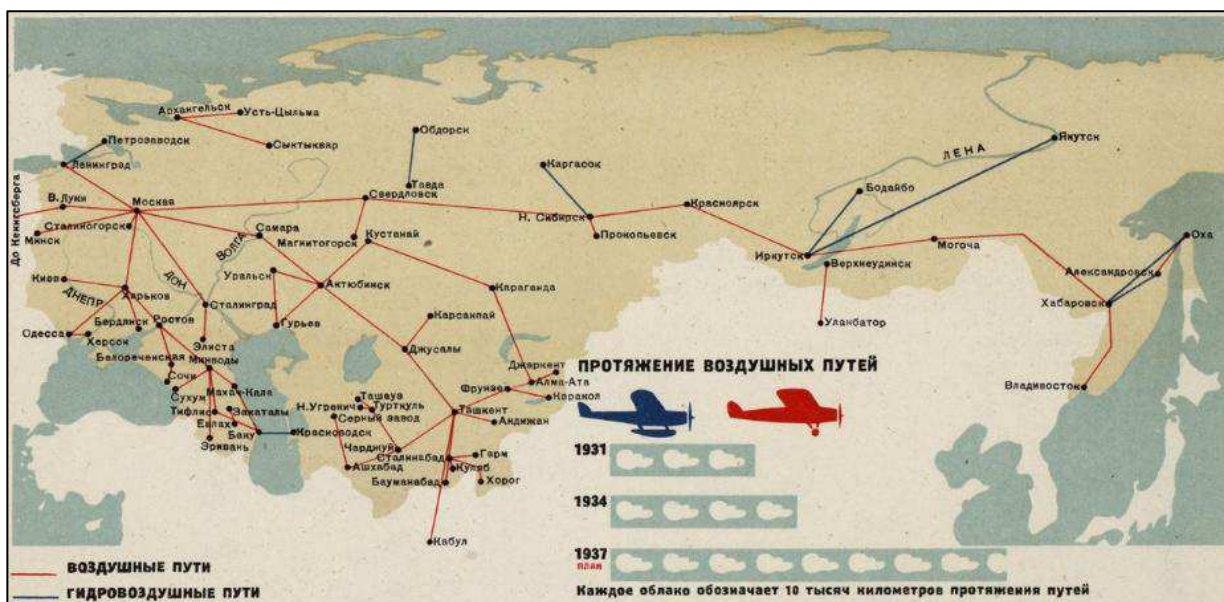 Архангельск
Усть-Цыльма
Петрозаводск
Сыктыквар
Обдорск
Каргасок
ЛЕНА
Якутск
Ленинград
Тавда
Бодайбо
До Кенигсберга
В. Луки
Москва
Свердловск
Красноярск
Сталиногорск
Самара
Н. Сибирск
Минск
ВОЛГА
Магнитогорск
Кустанай
Прокопьевск
Могоча
Оха
Иркутск
Верхнеудинск
Киев
ДНЕПР
ДОН
Уральск
Актюбинск
Караганда
Александровск
Харьков
Хабаровск
Сталинград
Бердянск
Ростов
Гурьев
Карсакпай
Уланбатор
Одесса
Херсон
Элиста
Белореченская
Минводы
Джусалы
Сочи
Джаркент
ПРОТЯЖЕНИЕ ВОЗДУШНЫХ ПУТЕЙ
Сухум
Махач-Кала
Фрунзе
Алма-Ата
Каракол
Владивосток
Ташауз
Тифлис
Закаталы
Н. Угренич
Турткуль
Ташкент
Серный завод
Андижан
Евлах
Баку
Красноводск
Эривань
Чарджуй
Сталинабад
Гарм
1931
Ашхабад
Куляб
Бауманабад
Хорог
1934
Кабул
1937
ПЛАН
ВОЗДУШНЫЕ ПУТИ
ГИДРОВОЗДУШНЫЕ ПУТИ
Каждое облако обозначает 10 тысяч километров протяжения путей